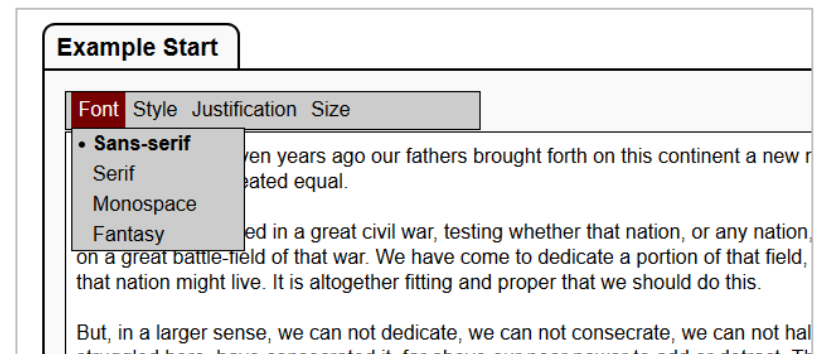 Example Start
Font Style Justification Size
• Sans-serif
Serif
Monospace
Fantasy
years ago our fathers brought forth on this continent a new
equal.
in a great civil war, testing whether that nation, or any nation,
on a great battle-field of that war. We have come to dedicate a portion of that field,
that nation might live. It is altogether fitting and proper that we should do this.
But, in a larger sense, we can not dedicate, we can not consecrate, we can not